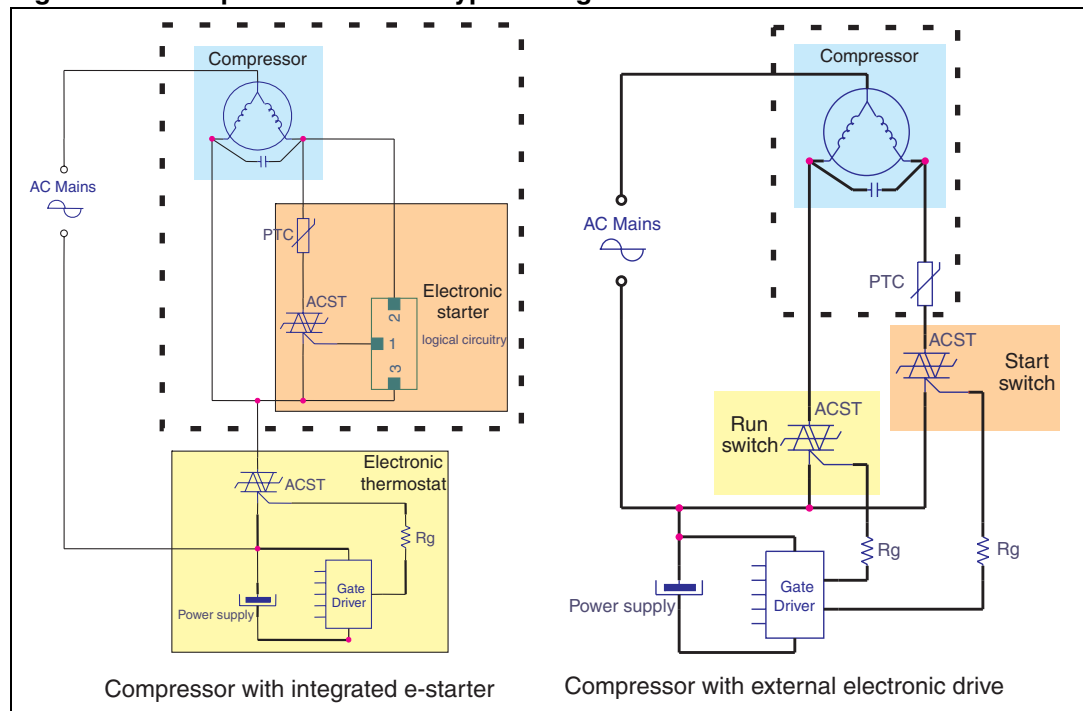 Compressor
AC Mains
PTC
ACST
Electronic
starter
logical circuitry
2
1
3
Electronic
thermostat
ACST
Rg
Gate
Driver
Power supply
Compressor with integrated e-starter
Compressor
AC Mains
PTC
ACST
Start
switch
ACST
Run
switch
Rg
Rg
Gate
Driver
Power supply
Compressor with external electronic drive